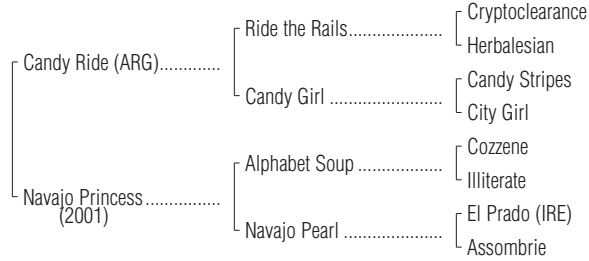 Cryptoclearance
Ride the Rails....................
Herbalesian
Candy Ride (ARG).............
Candy Stripes
Candy Girl ........................
City Girl
Cozzene
Alphabet Soup ..................
Illiterate
Navajo Princess................
(2001)
El Prado (IRE)
Navajo Pearl .....................
Assombrie